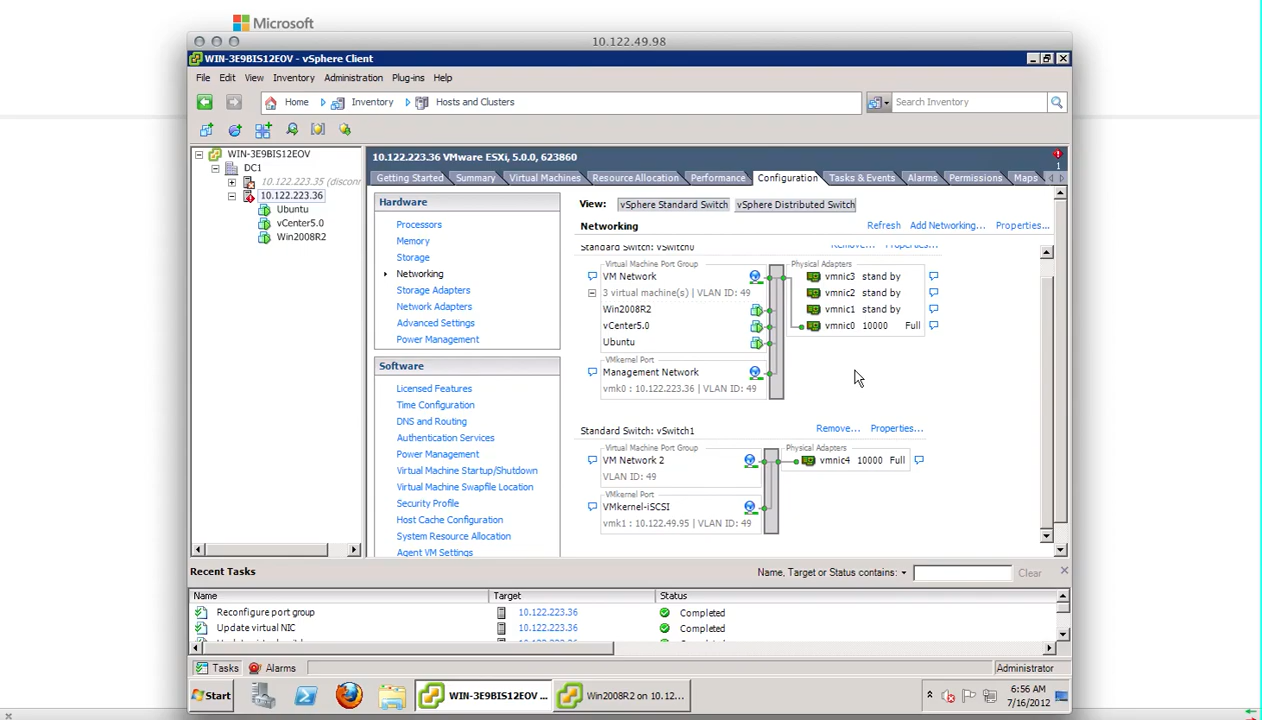 Microsoft
10.122.49.98
WIN-3E9BIS12EOV - vSphere Client
File Edit View Inventory Administration Plug-ins Help
Home Inventory Hosts and Clusters Search Inventory
WIN-3E9BIS12EOV
DC1
10.122.223.35 (disconn
10.122.223.36
Ubuntu
vCenter5.0
Win2008R2
10.122.223.36 VMware ESXi, 5.0.0, 623860
1
Getting Started Summary Virtual Machines Resource Allocation Performance Configuration Tasks & Events Alarms Permissions Maps
Hardware
Processors
Memory
Storage
Networking
Storage Adapters
Network Adapters
Advanced Settings
Power Management
Software
Licensed Features
Time Configuration
DNS and Routing
Authentication Services
Power Management
Virtual Machine Startup/Shutdown
Virtual Machine Swapfile Location
Security Profile
Host Cache Configuration
System Resource Allocation
Agent VM Settings
View: vSphere Standard Switch vSphere Distributed Switch
Networking Refresh Add Networking... Properties...
Standard Switch: vSwitch0 Remove... Properties...
Virtual Machine Port Group Physical Adapters
VM Network vmnic3 stand by
3 virtual machine(s) | VLAN ID: 49 vmnic2 stand by
Win2008R2 vmnic1 stand by
vCenter5.0 vmnic0 10000 Full
Ubuntu
VMkernel Port
Management Network
vmk0 : 10.122.223.36 | VLAN ID: 49
Standard Switch: vSwitch1 Remove... Properties...
Virtual Machine Port Group Physical Adapters
VM Network 2 vmnic4 10000 Full
VLAN ID: 49
VMkernel Port
VMkernel-iSCSI
vmk1 : 10.122.49.95 | VLAN ID: 49
Recent Tasks Name, Target or Status contains: Clear
Name Target Status
Reconfigure port group 10.122.223.36 Completed
Update virtual NIC 10.122.223.36 Completed
Tasks Alarms Administrator
Start WIN-3E9BIS12EOV ... Win2008R2 on 10.12... 6:56 AM
7/16/2012